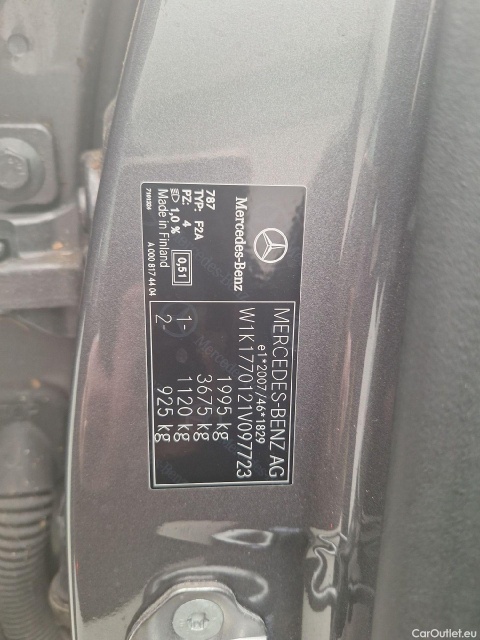 Mercedes-Benz
787
TYP: F2A
PZ: 4
1,0 %
0,51
Made in Finland
7161526
A 000 817 44 04
MERCEDES-BENZ AG
e1*2007/46*1829
W1K1770121V097723
1995 kg
3675 kg
1- 1120 kg
2- 925 kg
CarOutlet.eu